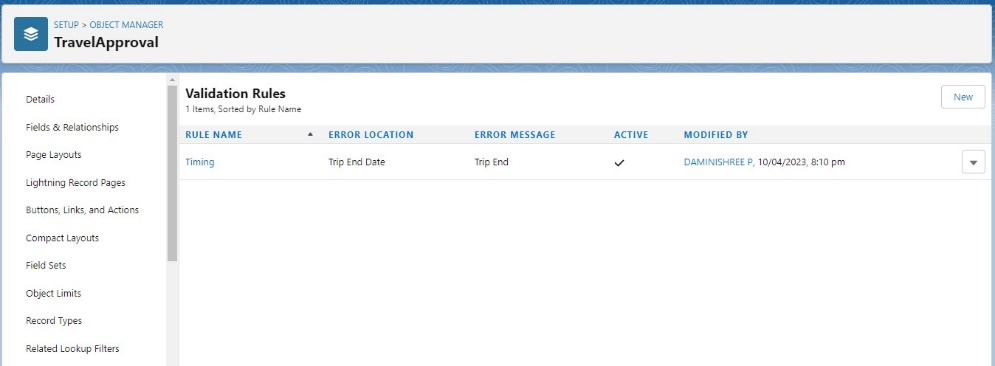 SETUP > OBJECT MANAGER
TravelApproval
Details
Fields & Relationships
Page Layouts
Lightning Record Pages
Buttons, Links, and Actions
Compact Layouts
Field Sets
Object Limits
Record Types
Related Lookup Filters
Validation Rules
1 Items, Sorted by Rule Name
New
RULE NAME ERROR LOCATION ERROR MESSAGE ACTIVE MODIFIED BY
Timing Trip End Date Trip End DAMINISHREE P, 10/04/2023, 8:10 pm